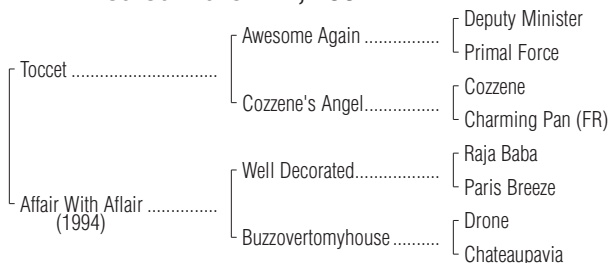 Deputy Minister
Awesome Again
Primal Force
Toccet
Cozzene
Cozzene's Angel
Charming Pan (FR)
Raja Baba
Well Decorated
Paris Breeze
Affair With Aflair
(1994)
Drone
Buzzovertomyhouse
Chateaupavia